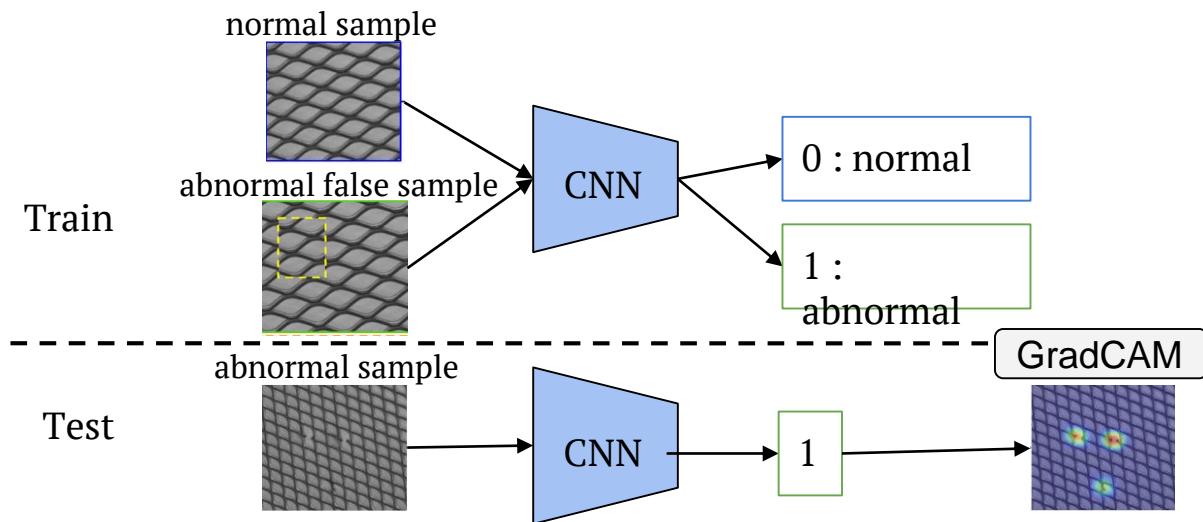 normal sample
abnormal false sample
Train
CNN
0 : normal
1 :
abnormal
GradCAM
abnormal sample
Test
CNN
1